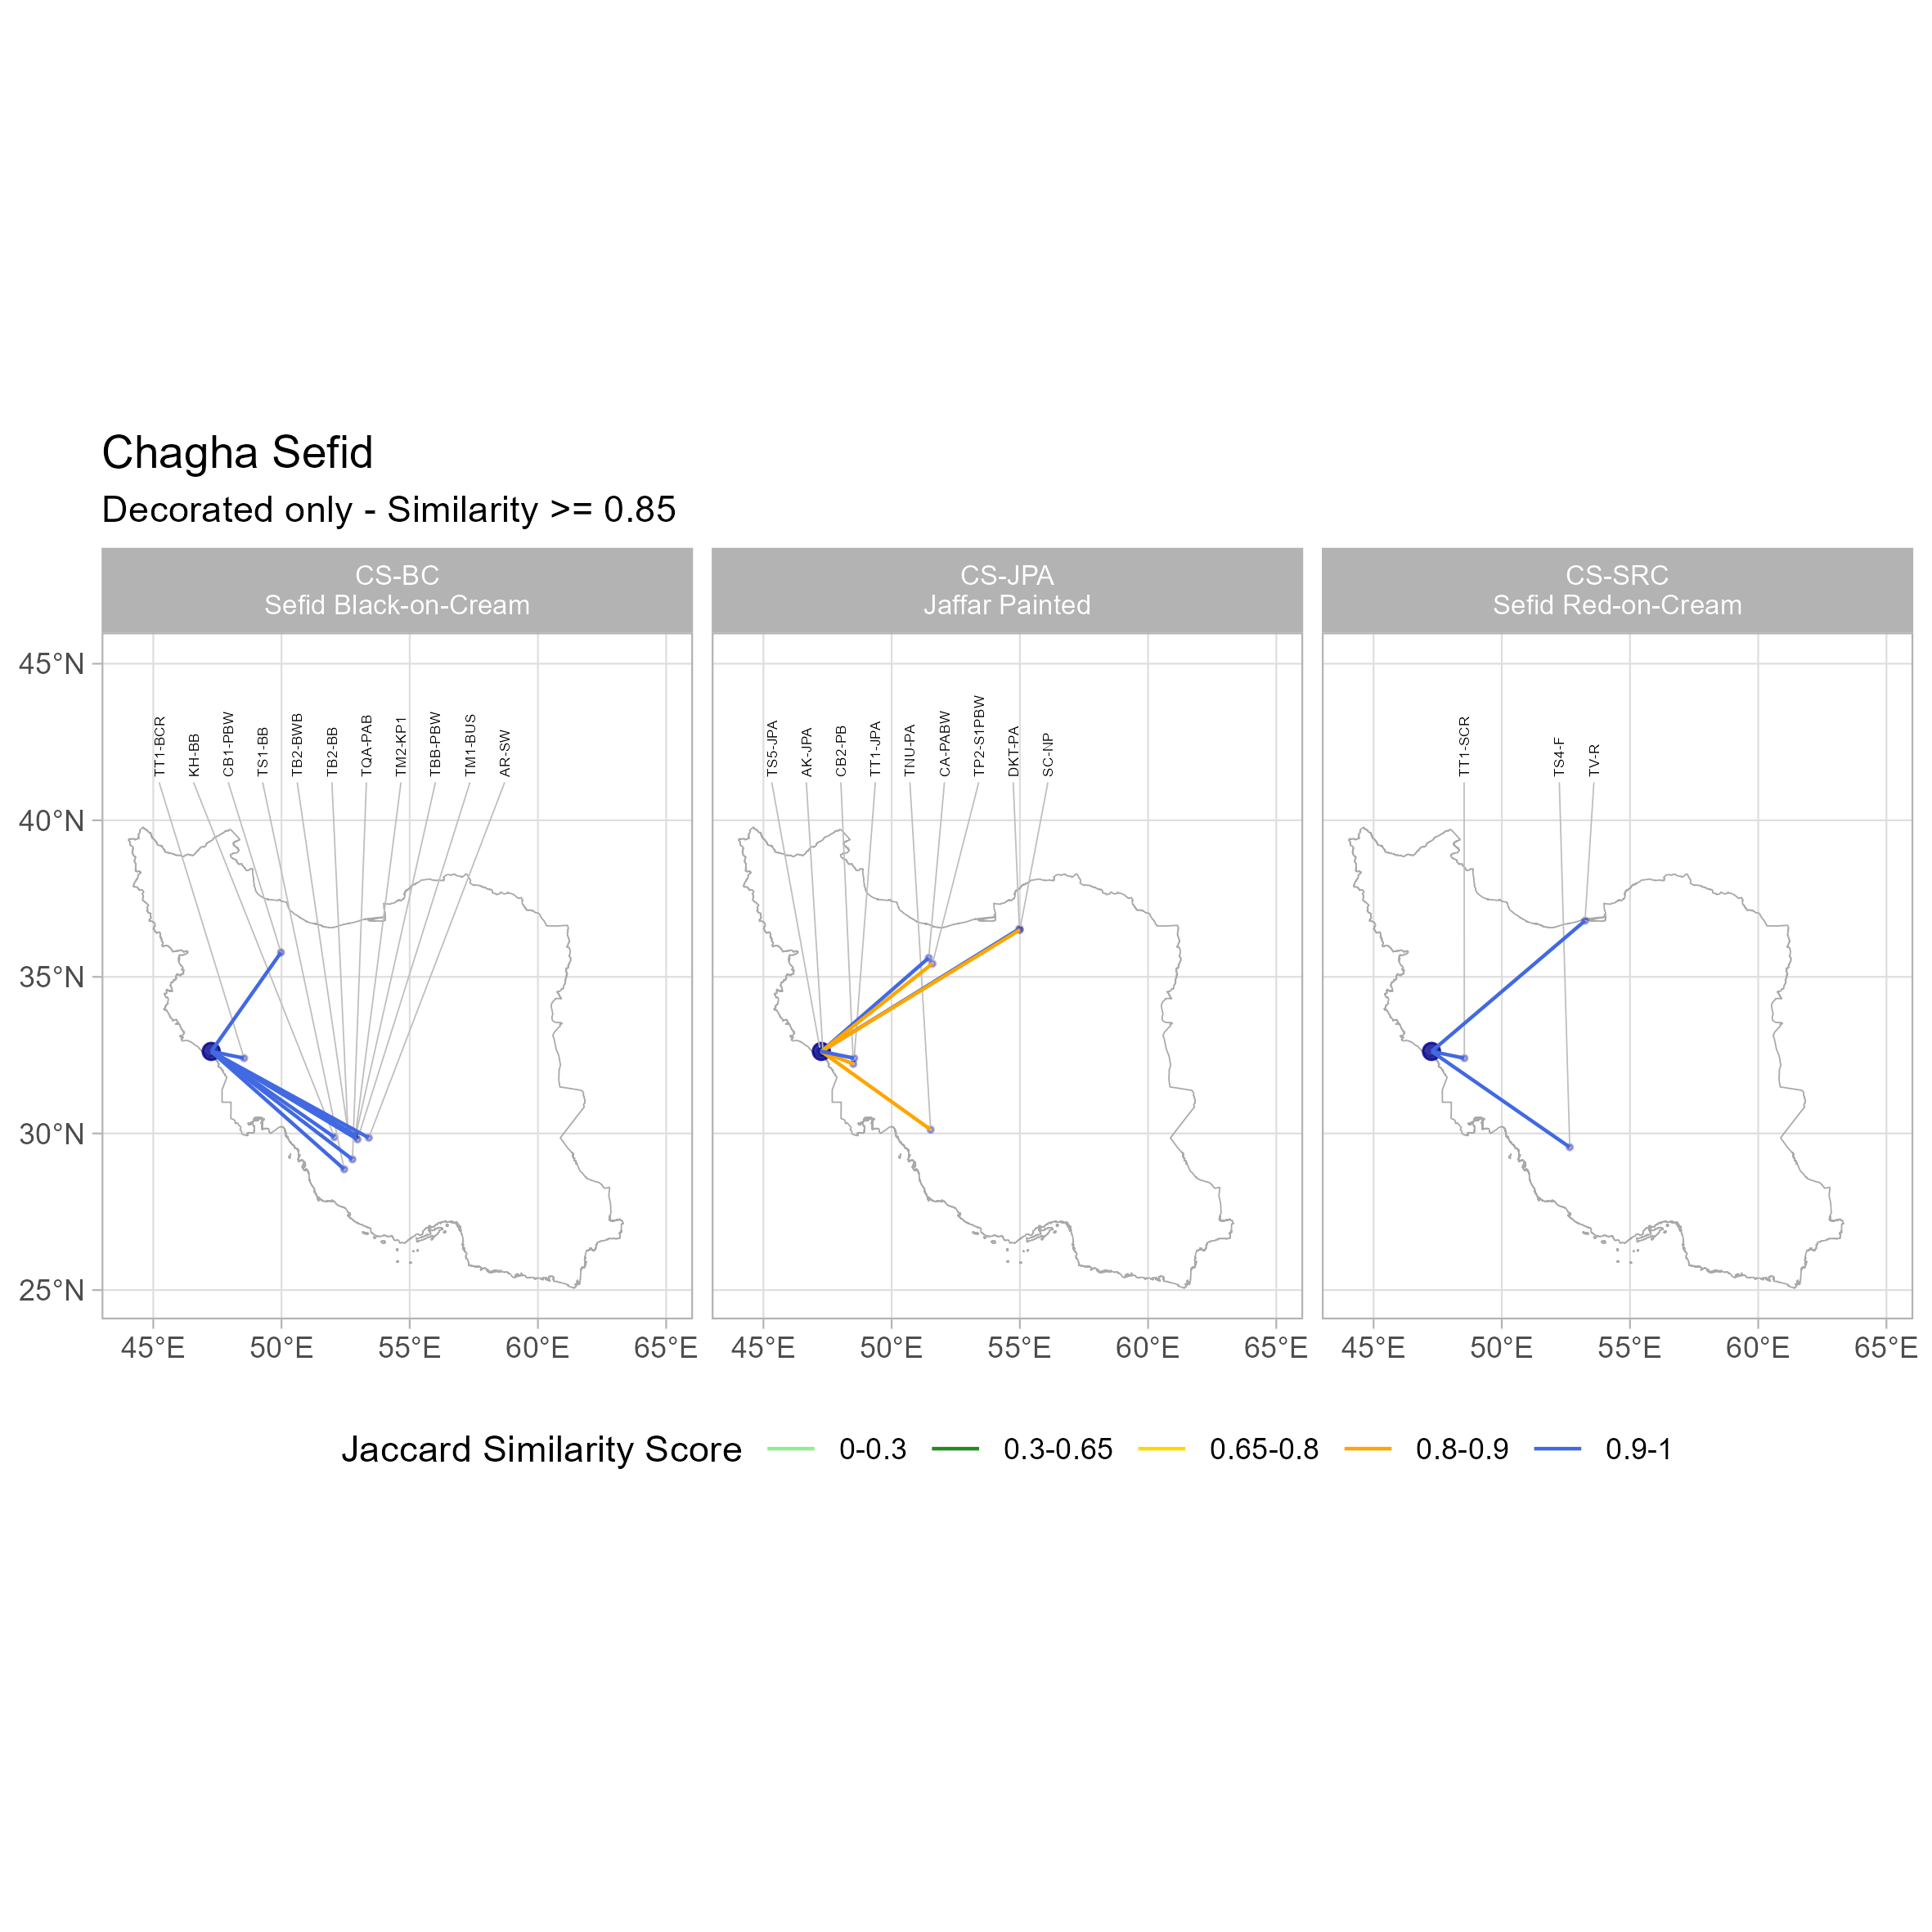 Chagha Sefid
Decorated only - Similarity >= 0.85
CS-BC
Sefid Black-on-Cream
CS-JPA
Jaffar Painted
CS-SRC
Sefid Red-on-Cream
TT1-BCR
KH-BB
CB1-PBW
TS1-BB
TB2-BWB
TB2-BB
TQA-PAB
TM2-KP1
TBB-PBW
TM1-BUS
AR-SW
TS5-JPA
AK-JPA
CB2-PB
TT1-JPA
TNU-PA
CA-PABW
TP2-S1PBW
DKT-PA
SC-NP
TT1-SCR
TS4-F
TV-R
45°N
40°N
35°N
30°N
25°N
45°E 50°E 55°E 60°E 65°E
45°E 50°E 55°E 60°E 65°E
45°E 50°E 55°E 60°E 65°E
Jaccard Similarity Score 0-0.3 0.3-0.65 0.65-0.8 0.8-0.9 0.9-1